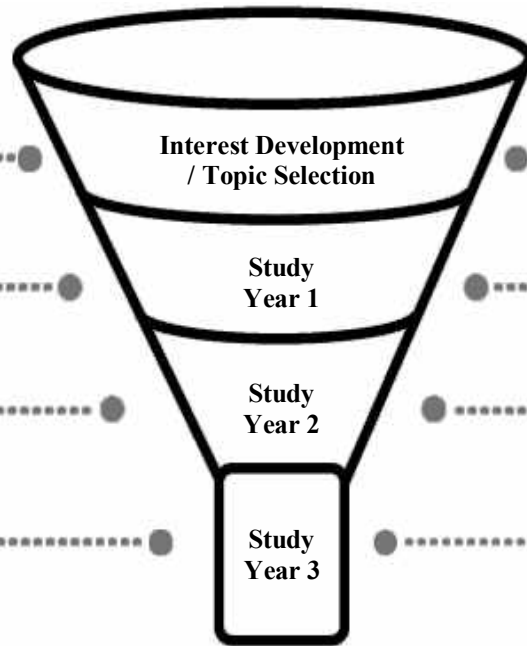 Interest Development
/ Topic Selection
Study
Year 1
Study
Year 2
Study
Year 3